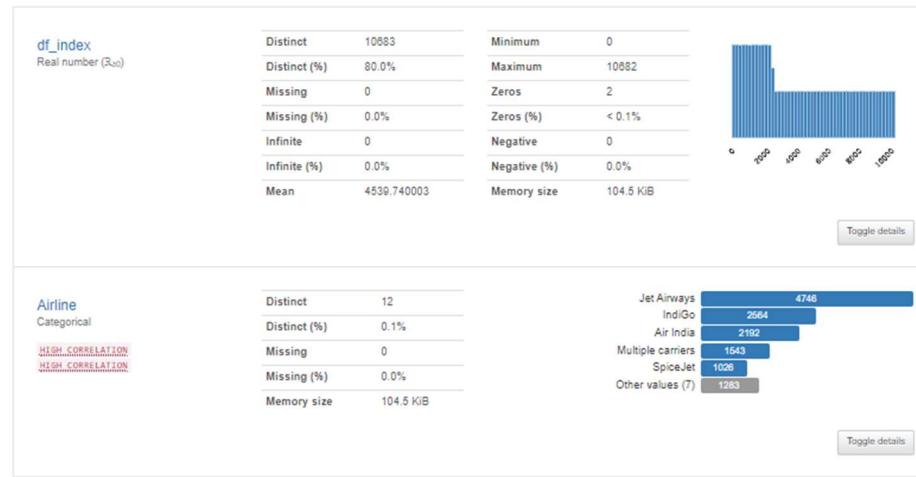 df_index
Real number (ℝ≥0)
Distinct 10683
Distinct (%) 80.0%
Missing 0
Missing (%) 0.0%
Infinite 0
Infinite (%) 0.0%
Mean 4539.740003
Minimum 0
Maximum 10682
Zeros 2
Zeros (%) < 0.1%
Negative 0
Negative (%) 0.0%
Memory size 104.5 KiB
0 2000 4000 6000 8000 10000
Toggle details
Airline
Categorical
HIGH CORRELATION
HIGH CORRELATION
Distinct 12
Distinct (%) 0.1%
Missing 0
Missing (%) 0.0%
Memory size 104.5 KiB
Jet Airways 4746
IndiGo 2564
Air India 2192
Multiple carriers 1543
SpiceJet 1026
Other values (7) 1283
Toggle details